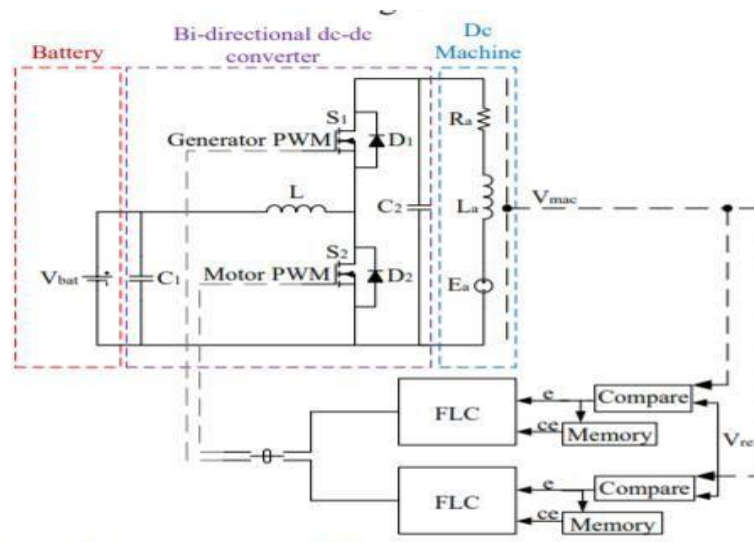 Bi-directional dc-dc
converter
Dc
Machine
Battery
S1
Generator PWM
D1
Ra
L
C2
La
Vmac
S2
Motor PWM
D2
Vbat
C1
Ea
FLC
e
Compare
ce
Memory
FLC
e
Compare
ce
Memory